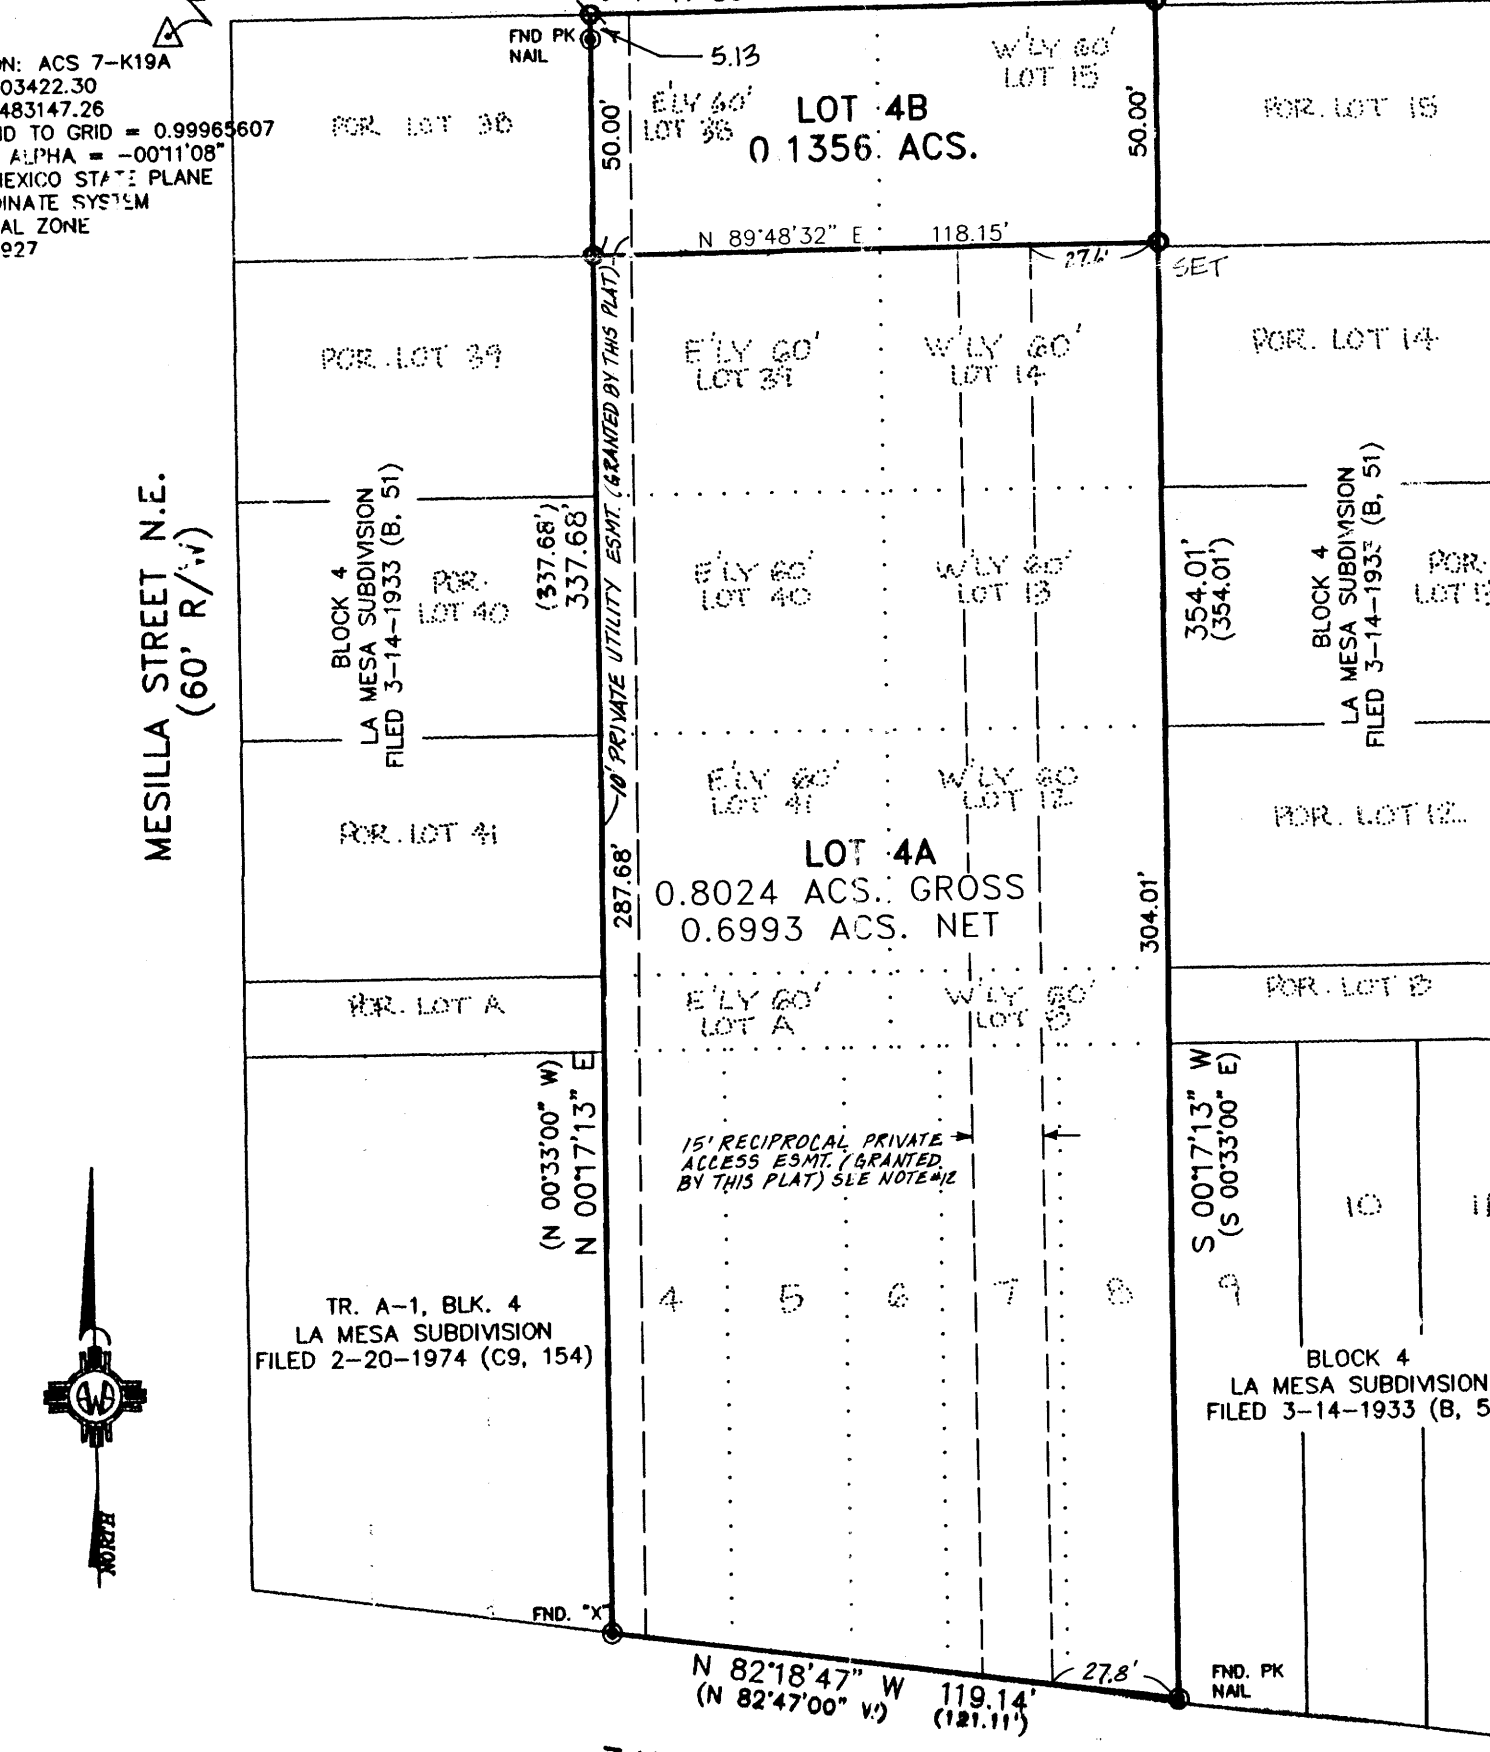 FND PK
NAIL
5.13
ACS 7-K19A
03422.30
483147.26
TO GRID = 0.99965607
ALPHA = -00°11'08"
STATE PLANE
SYSTEM
ZONE
POR. LOT 38
E'LY 60'
LOT 38
W'LY 60'
LOT 15
POR. LOT 15
LOT 4B
0.1356 ACS.
50.00'
50.00'
N 89°48'32" E
118.15'
27.6'
SET
POR. LOT 39
E'LY 60'
LOT 39
W'LY 60'
LOT 14
POR. LOT 14
MESILLA STREET N.E.
(60' R/W)
BLOCK 4
LA MESA SUBDIVISION
FILED 3-14-1933 (B, 51)
POR.
LOT 40
(337.68')
337.68'
10' PRIVATE UTILITY ESMT. (GRANTED BY THIS PLAT)
E'LY 60'
LOT 40
W'LY 60'
LOT 13
354.01'
(354.01')
BLOCK 4
LA MESA SUBDIVISION
FILED 3-14-1933 (B, 51)
POR.
LOT
POR. LOT 41
E'LY 60'
LOT 41
W'LY 60
LOT 12
POR. LOT 12
287.68'
LOT 4A
0.8024 ACS. GROSS
0.6993 ACS. NET
304.01'
POR. LOT A
E'LY 60'
LOT A
W'LY 60'
LOT B
POR. LOT B
(N 00°33'00" W)
N 00°17'13" E
15' RECIPROCAL PRIVATE
ACCESS ESMT. (GRANTED
BY THIS PLAT) SEE NOTE #12
S 00°17'13" W
(S 00°33'00" E)
4
5
6
7
8
9
10
TR. A-1, BLK. 4
LA MESA SUBDIVISION
FILED 2-20-1974 (C9, 154)
BLOCK 4
LA MESA SUBDIVISION
FILED 3-14-1933 (B, 5
NORTH
FND. "X"
N 82°18'47" W
(N 82°47'00" W)
119.14'
(121.11')
27.8'
FND. PK
NAIL